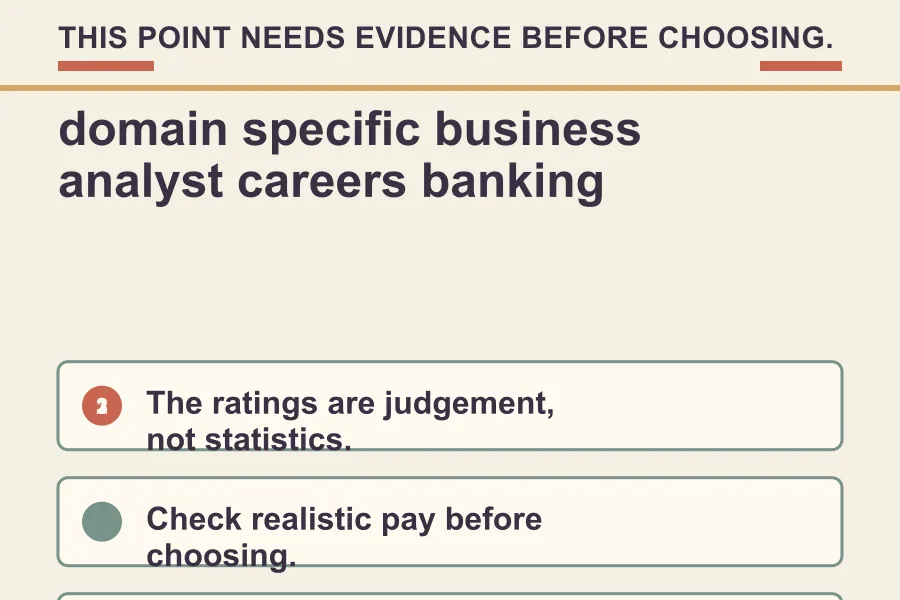 THIS POINT NEEDS EVIDENCE BEFORE CHOOSING.
domain specific business
analyst careers banking
The ratings are judgement,
not statistics.
Check realistic pay before
choosing.